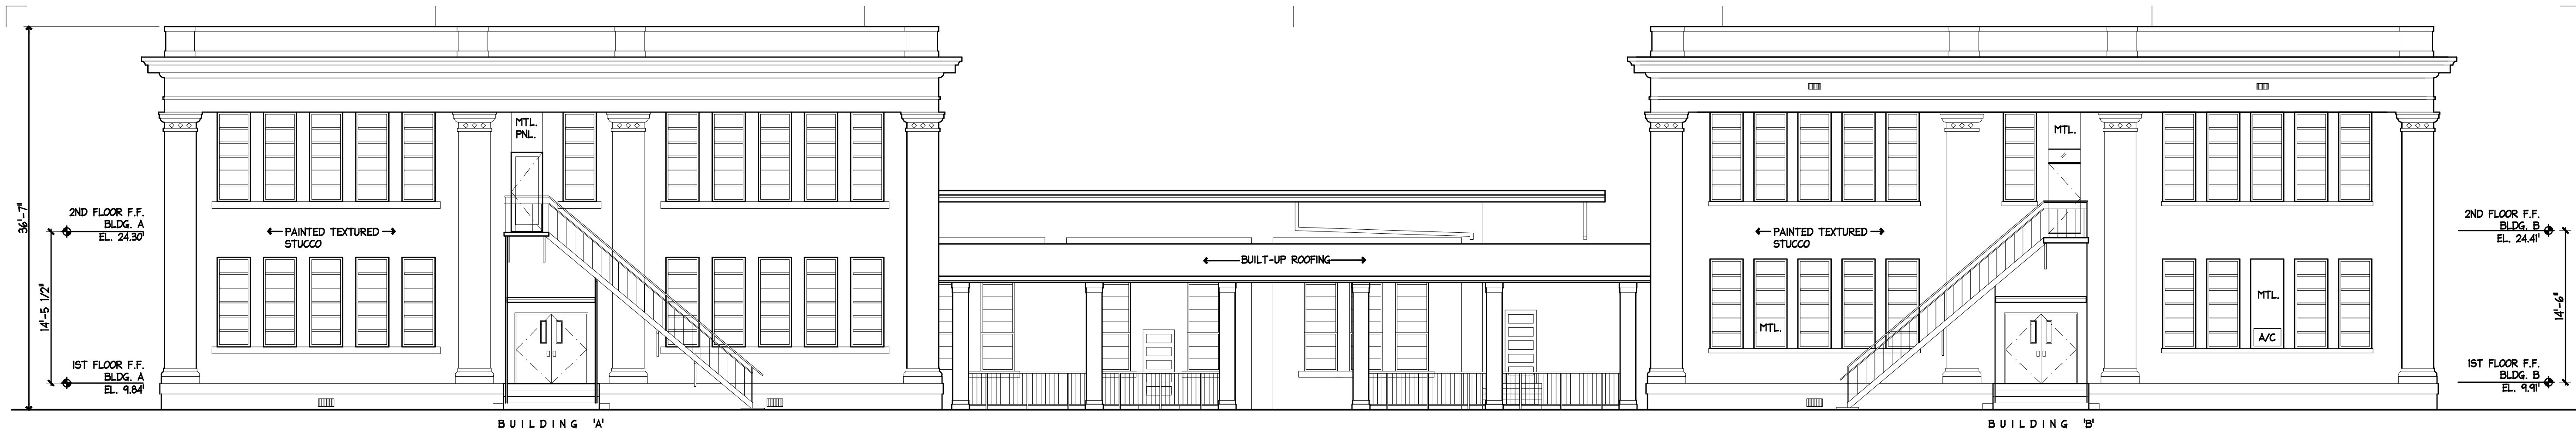 36'-7"
2ND FLOOR F.F.
BLDG. A
EL. 24.30'
14'-5 1/2"
1ST FLOOR F.F.
BLDG. A
EL. 9.84'
PAINTED TEXTURED
STUCCO
MTL.
PNL.
BUILDING 'A'
BUILT-UP ROOFING
PAINTED TEXTURED
STUCCO
MTL.
MTL.
MTL.
A/C
BUILDING 'B'
2ND FLOOR F.F.
BLDG. B
EL. 24.41'
14'-6"
1ST FLOOR F.F.
BLDG. B
EL. 9.91'